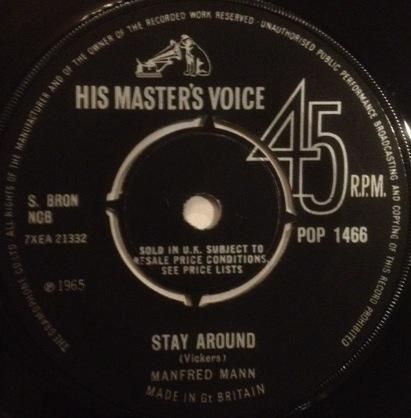 ALL RIGHTS OF THE MANUFACTURER AND OF THE OWNER OF THE RECORDED WORK RESERVED · UNAUTHORISED PUBLIC PERFORMANCE BROADCASTING AND COPYING OF THIS RECORD PROHIBITED
THE GRAMOPHONE CO. LTD.
HIS MASTER'S VOICE
45
R.P.M.
S. BRON
NCB
7XEA 21332
POP 1466
SOLD IN U.K. SUBJECT TO
RESALE PRICE CONDITIONS,
SEE PRICE LISTS
℗ 1965
STAY AROUND
(Vickers)
MANFRED MANN
MADE IN Gt BRITAIN